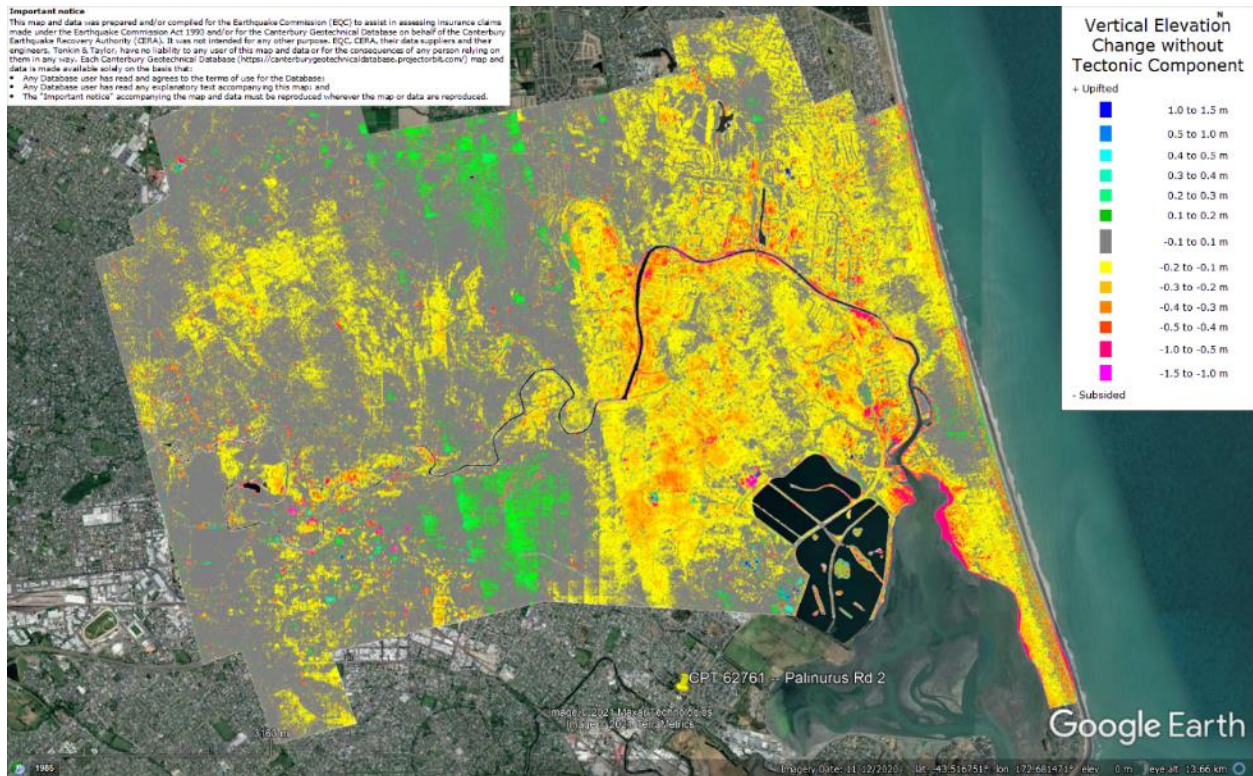 Important notice
This map and data was prepared and/or compiled for the Earthquake Commission (EQC) to assist in assessing insurance claims
made under the Earthquake Commission Act 1993 and/or for the Canterbury Geotechnical Database on behalf of the Canterbury
Earthquake Recovery Authority (CERA). It was not intended for any other purpose. EQC, CERA, their data suppliers and their
engineers, Tonkin & Taylor, have no liability to any user of this map and data or for the consequences of any person relying on
them in any way. Each Canterbury Geotechnical Database (https://canterburygeotechnicaldatabase.projectorbit.com/) map and
data is made available solely on the basis that:
• Any Database user has read and agrees to the terms of use for the Database;
• Any Database user has read any explanatory text accompanying this map; and
• The "Important notice" accompanying the map and data must be reproduced wherever the map or data are reproduced.
N
Vertical Elevation
Change without
Tectonic Component
+ Uplifted
1.0 to 1.5 m
0.5 to 1.0 m
0.4 to 0.5 m
0.3 to 0.4 m
0.2 to 0.3 m
0.1 to 0.2 m
-0.1 to 0.1 m
-0.2 to -0.1 m
-0.3 to -0.2 m
-0.4 to -0.3 m
-0.5 to -0.4 m
-1.0 to -0.5 m
-1.5 to -1.0 m
- Subsided
CPT 62761 -- Palinurus Rd 2
Image © 2021 Maxar Technologies
Image © 2021 TerraMetrics
Google Earth
1985
Imagery Date: 11/12/2020 lat -43.516751° lon 172.681471° elev 0 m eye alt 13.66 km